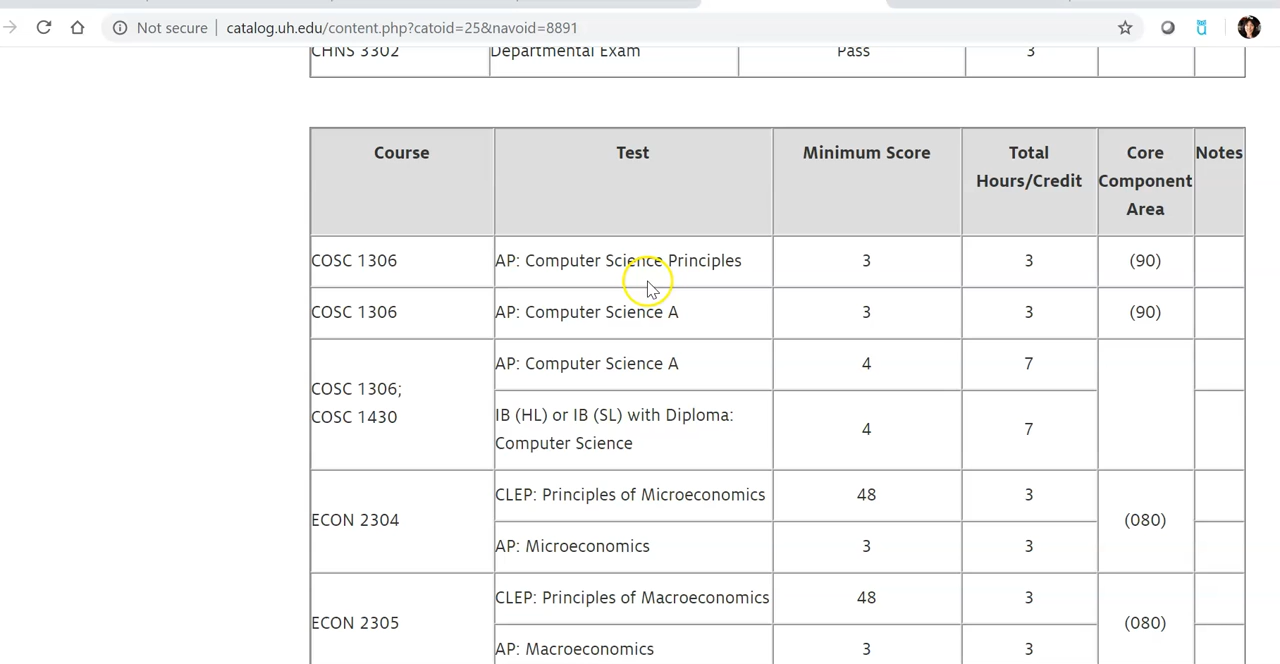 Not secure catalog.uh.edu/content.php?catoid=25&navoid=8891
CHNS 3302 Departmental Exam Pass 3
Course Test Minimum Score Total Hours/Credit Core Component Area Notes
COSC 1306 AP: Computer Science Principles 3 3 (90)
COSC 1306 AP: Computer Science A 3 3 (90)
COSC 1306;
COSC 1430
AP: Computer Science A 4 7
IB (HL) or IB (SL) with Diploma:
Computer Science
4 7
ECON 2304
CLEP: Principles of Microeconomics 48 3
(080)
AP: Microeconomics 3 3
ECON 2305
CLEP: Principles of Macroeconomics 48 3
(080)
AP: Macroeconomics 3 3